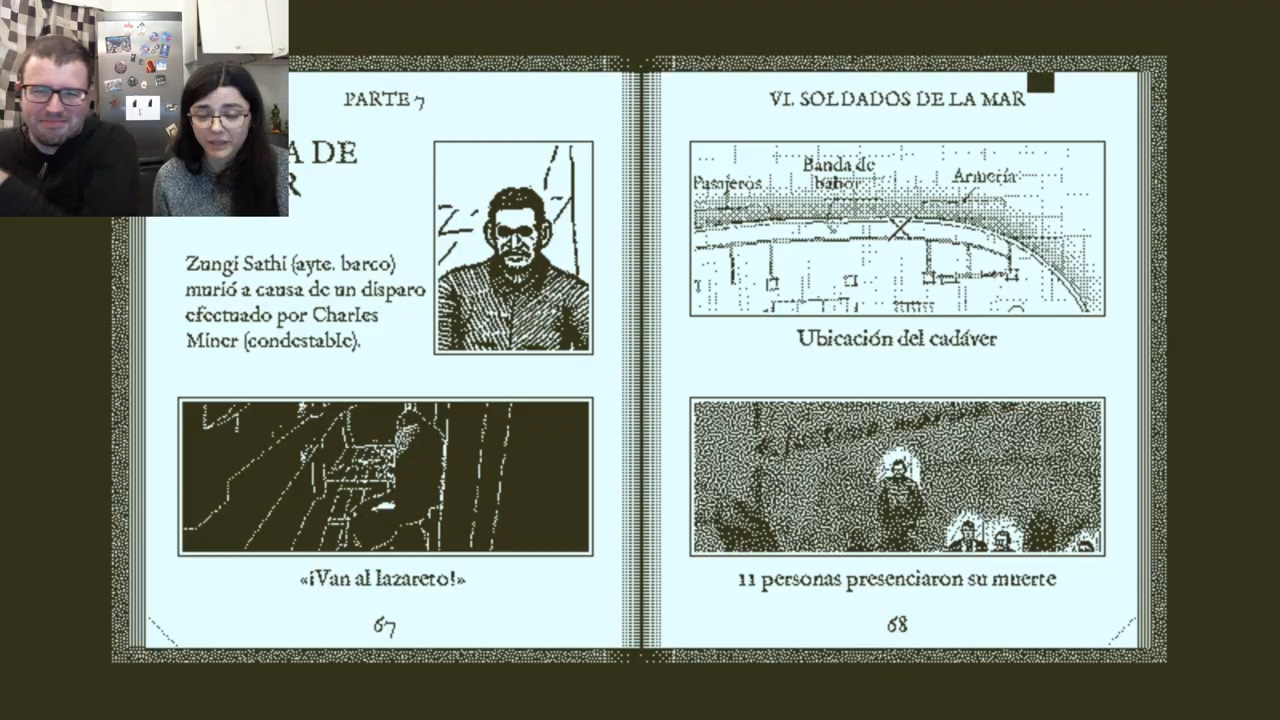 PARTE 7
A DE
R
Zungi Sathi (ayte. barco)
murió a causa de un disparo
efectuado por Charles
Miner (condestable).
«¡Van al lazareto!»
67
VI. SOLDADOS DE LA MAR
Banda de
babor
Pasajeros
Armería
Ubicación del cadáver
11 personas presenciaron su muerte
68